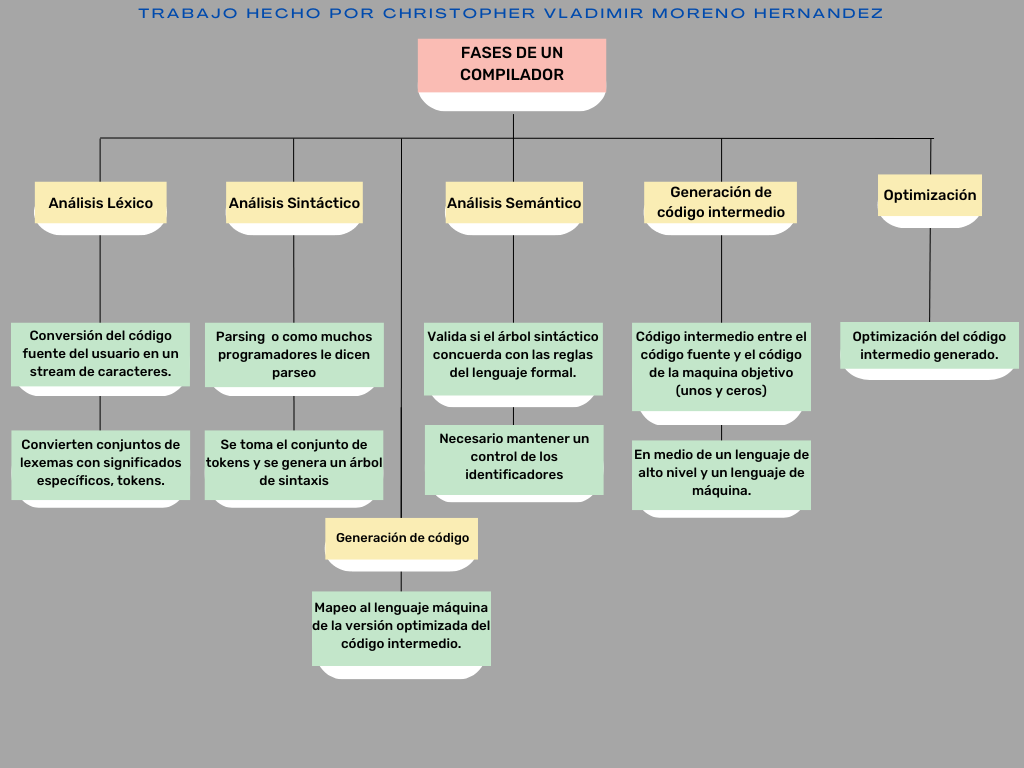 TRABAJO HECHO POR CHRISTOPHER VLADIMIR MORENO HERNANDEZ
FASES DE UN
COMPILADOR
Análisis Léxico
Conversión del código
fuente del usuario en un
stream de caracteres.
Convierten conjuntos de
lexemas con significados
específicos, tokens.
Análisis Sintáctico
Parsing o como muchos
programadores le dicen
parseo
Se toma el conjunto de
tokens y se genera un árbol
de sintaxis
Generación de código
Mapeo al lenguaje máquina
de la versión optimizada del
código intermedio.
Análisis Semántico
Valida si el árbol sintáctico
concuerda con las reglas
del lenguaje formal.
Necesario mantener un
control de los
identificadores
Generación de
código intermedio
Código intermedio entre el
código fuente y el código
de la maquina objetivo
(unos y ceros)
En medio de un lenguaje de
alto nivel y un lenguaje de
máquina.
Optimización
Optimización del código
intermedio generado.